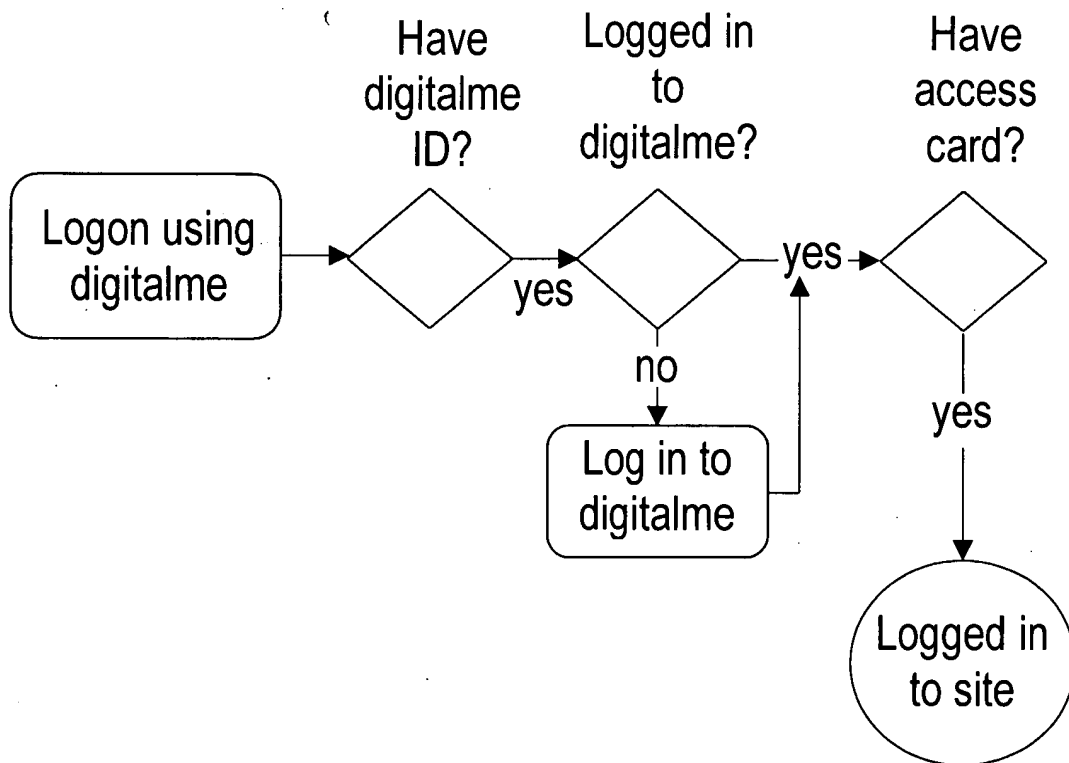 Have
digitalme
ID?
Logged in
to
digitalme?
Have
access
card?
Logon using
digitalme
yes
yes
no
yes
Log in to
digitalme
Logged in
to site